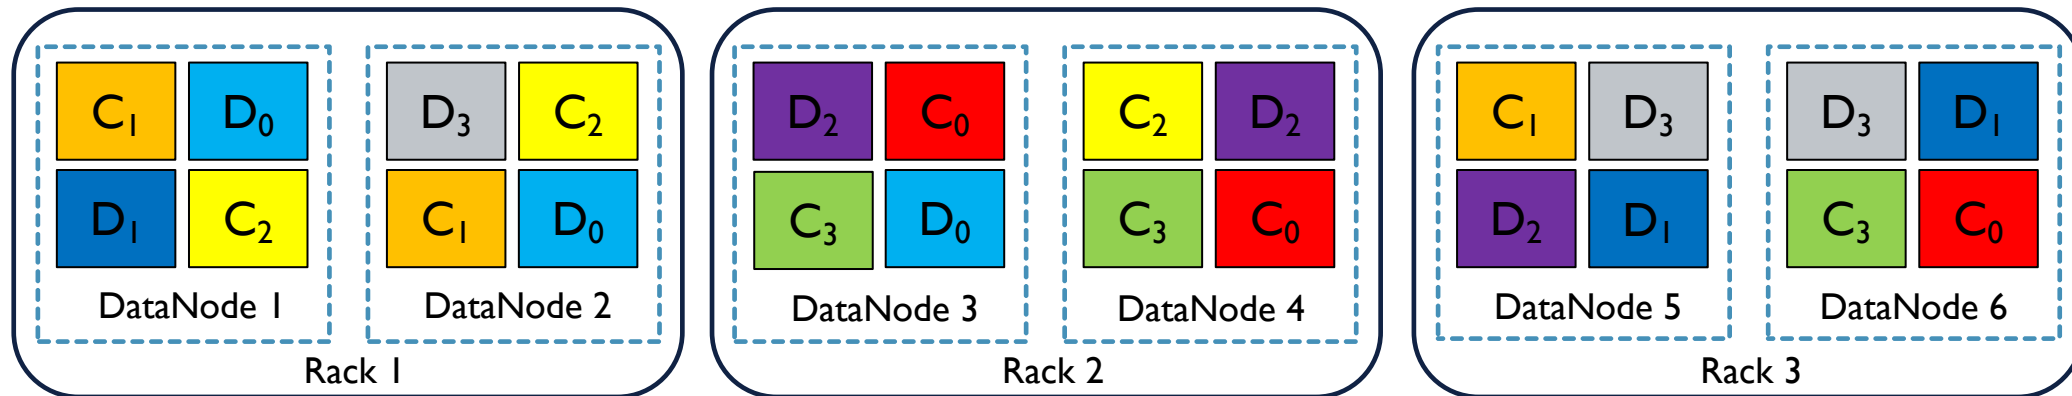 C₁ D₀ D₃ C₂ D₂ C₀ C₂ D₂ C₁ D₃ D₃ D₁
D₁ C₂ C₁ D₀ C₃ D₀ C₃ C₀ D₂ D₁ C₃ C₀
DataNode 1 DataNode 2 DataNode 3 DataNode 4 DataNode 5 DataNode 6
Rack 1 Rack 2 Rack 3